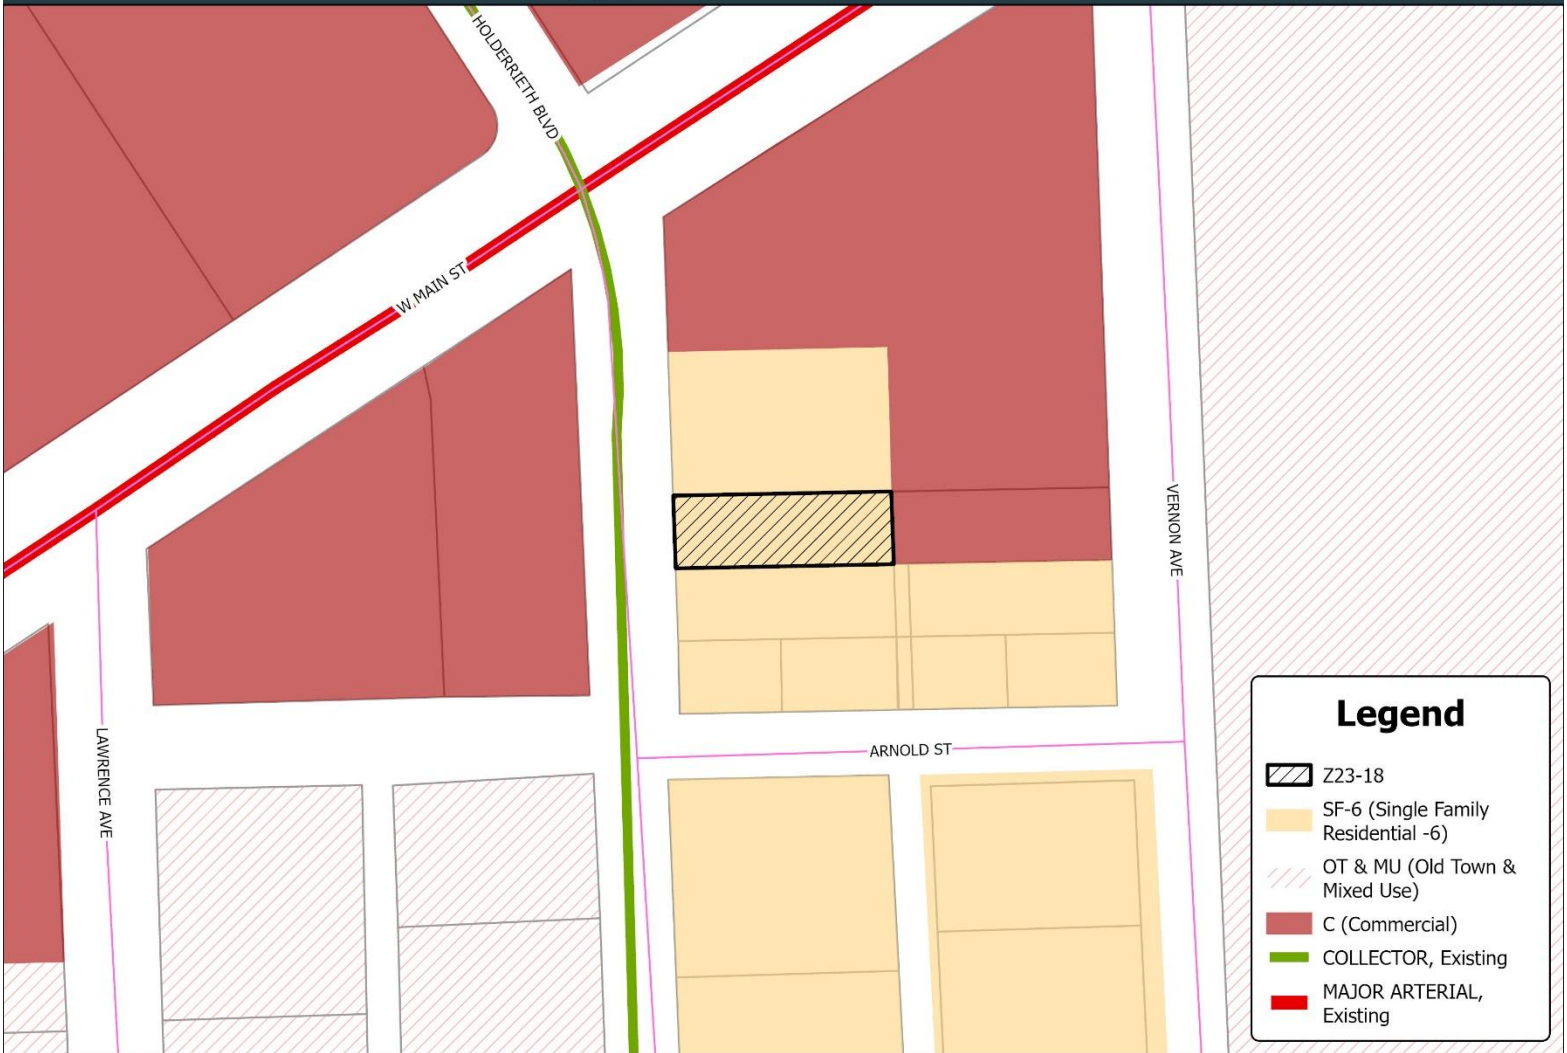 HOLDERRIETH BLVD
W. MAIN ST
VERNON AVE
LAWRENCE AVE
ARNOLD ST
Legend
Z23-18
SF-6 (Single Family
Residential -6)
OT & MU (Old Town &
Mixed Use)
C (Commercial)
COLLECTOR, Existing
MAJOR ARTERIAL,
Existing